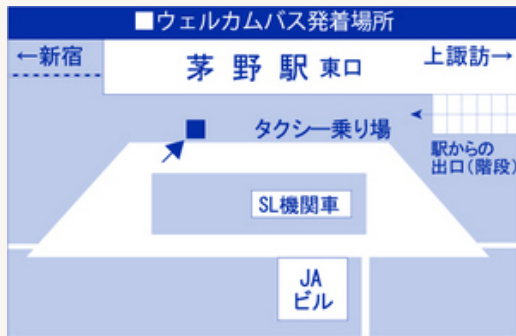 ■ウェルカムバス発着場所
←新宿
茅野駅 東口
上諏訪→
タクシー乗り場
駅からの
出口(階段)
SL機関車
JA
ビル